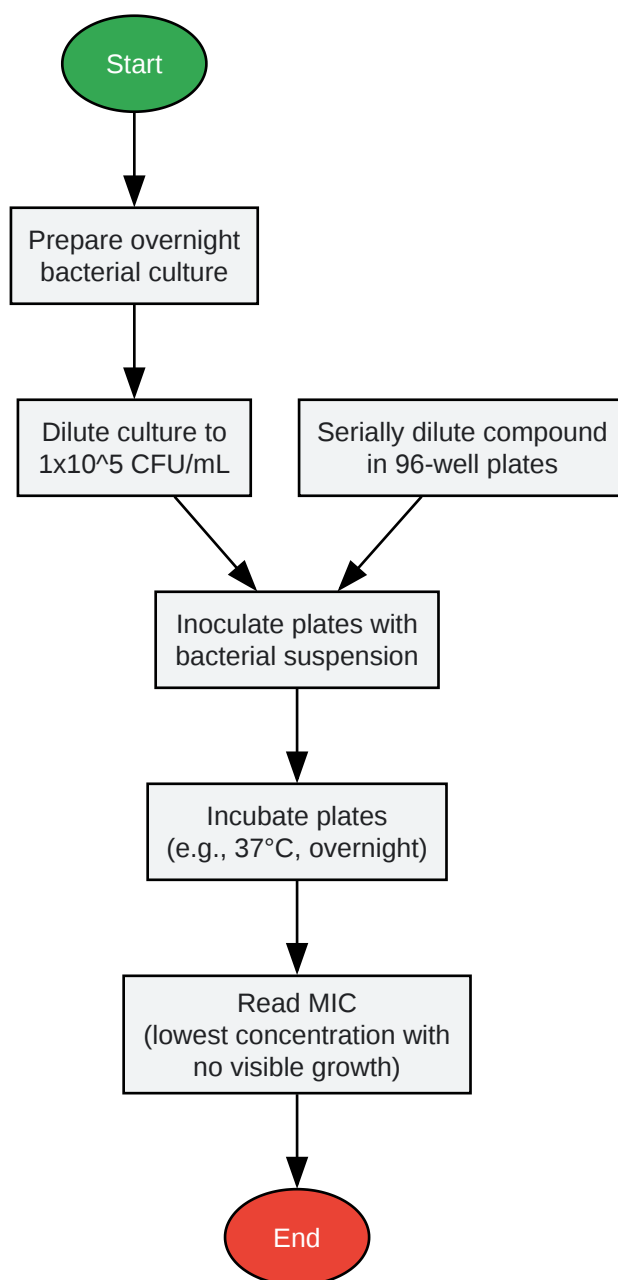 Start
Prepare overnight
bacterial culture
Dilute culture to
1x10^5 CFU/mL
Serially dilute compound
in 96-well plates
Inoculate plates with
bacterial suspension
Incubate plates
(e.g., 37°C, overnight)
Read MIC
(lowest concentration with
no visible growth)
End